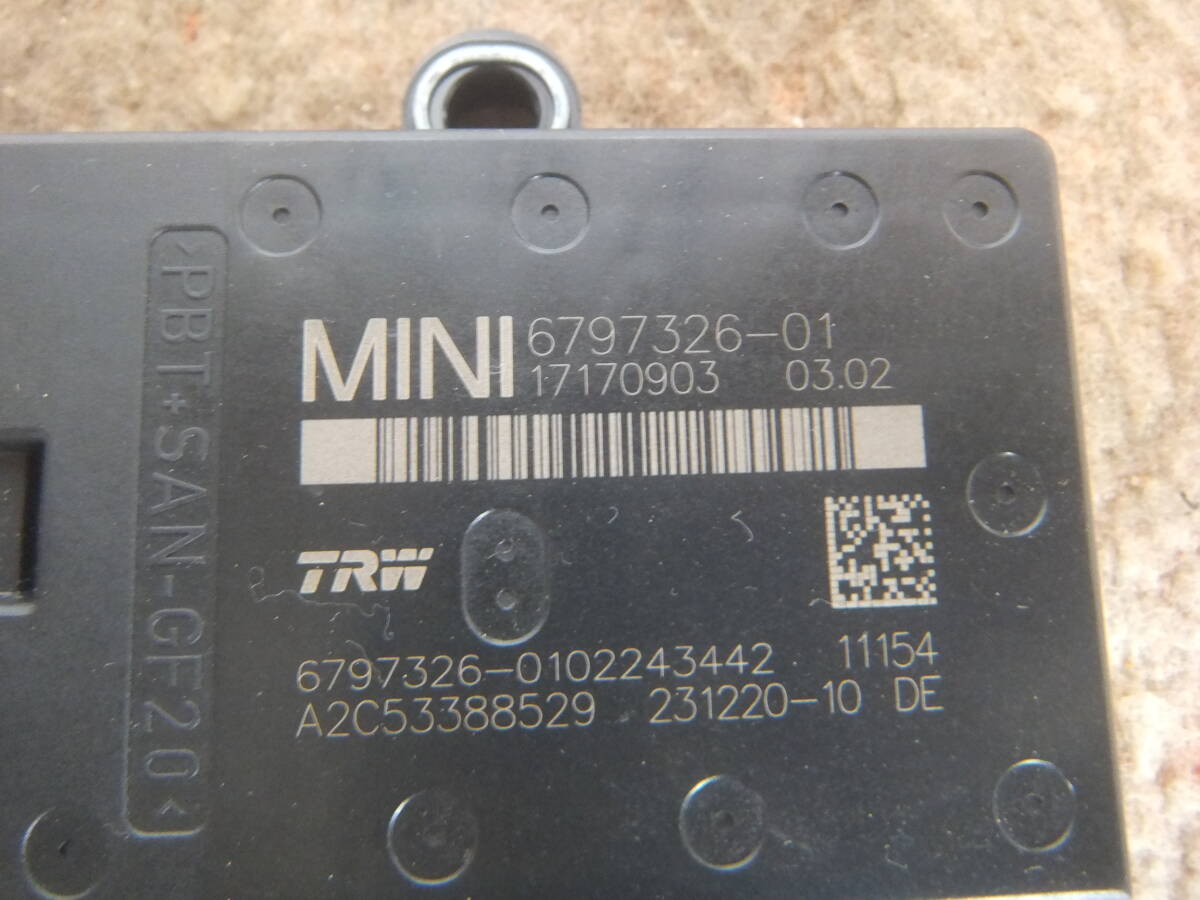 MINI 6797326-01
17170903 03.02
TRW
6797326-0102243442 11154
A2C53388529 231220-10 DE
>PBT+SAN-GF20<